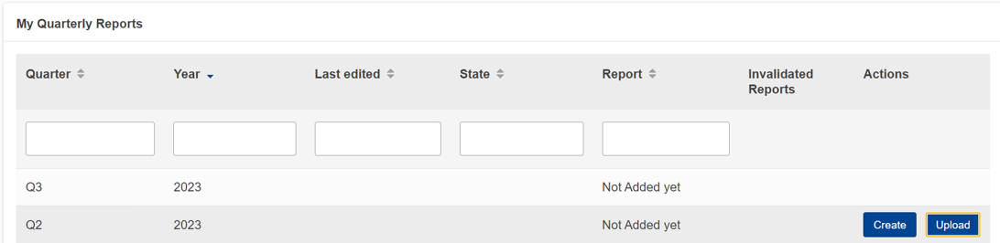 My Quarterly Reports
Quarter Year Last edited State Report Invalidated Reports Actions
Q3 2023 Not Added yet
Q2 2023 Not Added yet Create Upload